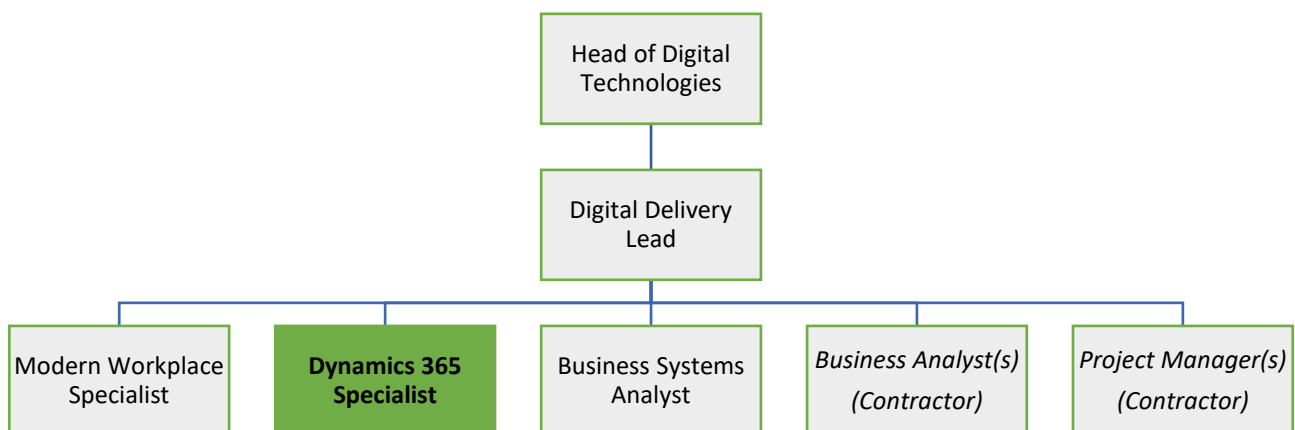 Head of Digital
Technologies
Digital Delivery
Lead
Modern Workplace
Specialist
Dynamics 365
Specialist
Business Systems
Analyst
Business Analyst(s)
(Contractor)
Project Manager(s)
(Contractor)